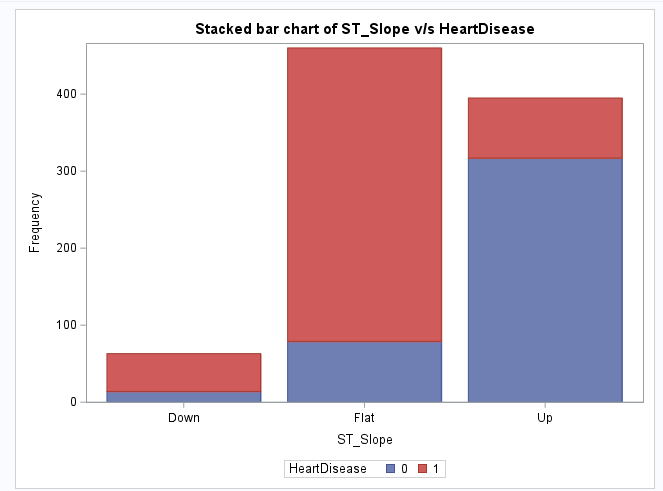 Stacked bar chart of ST_Slope v/s HeartDisease
Frequency
400
300
200
100
0
Down Flat Up
ST_Slope
HeartDisease 0 1